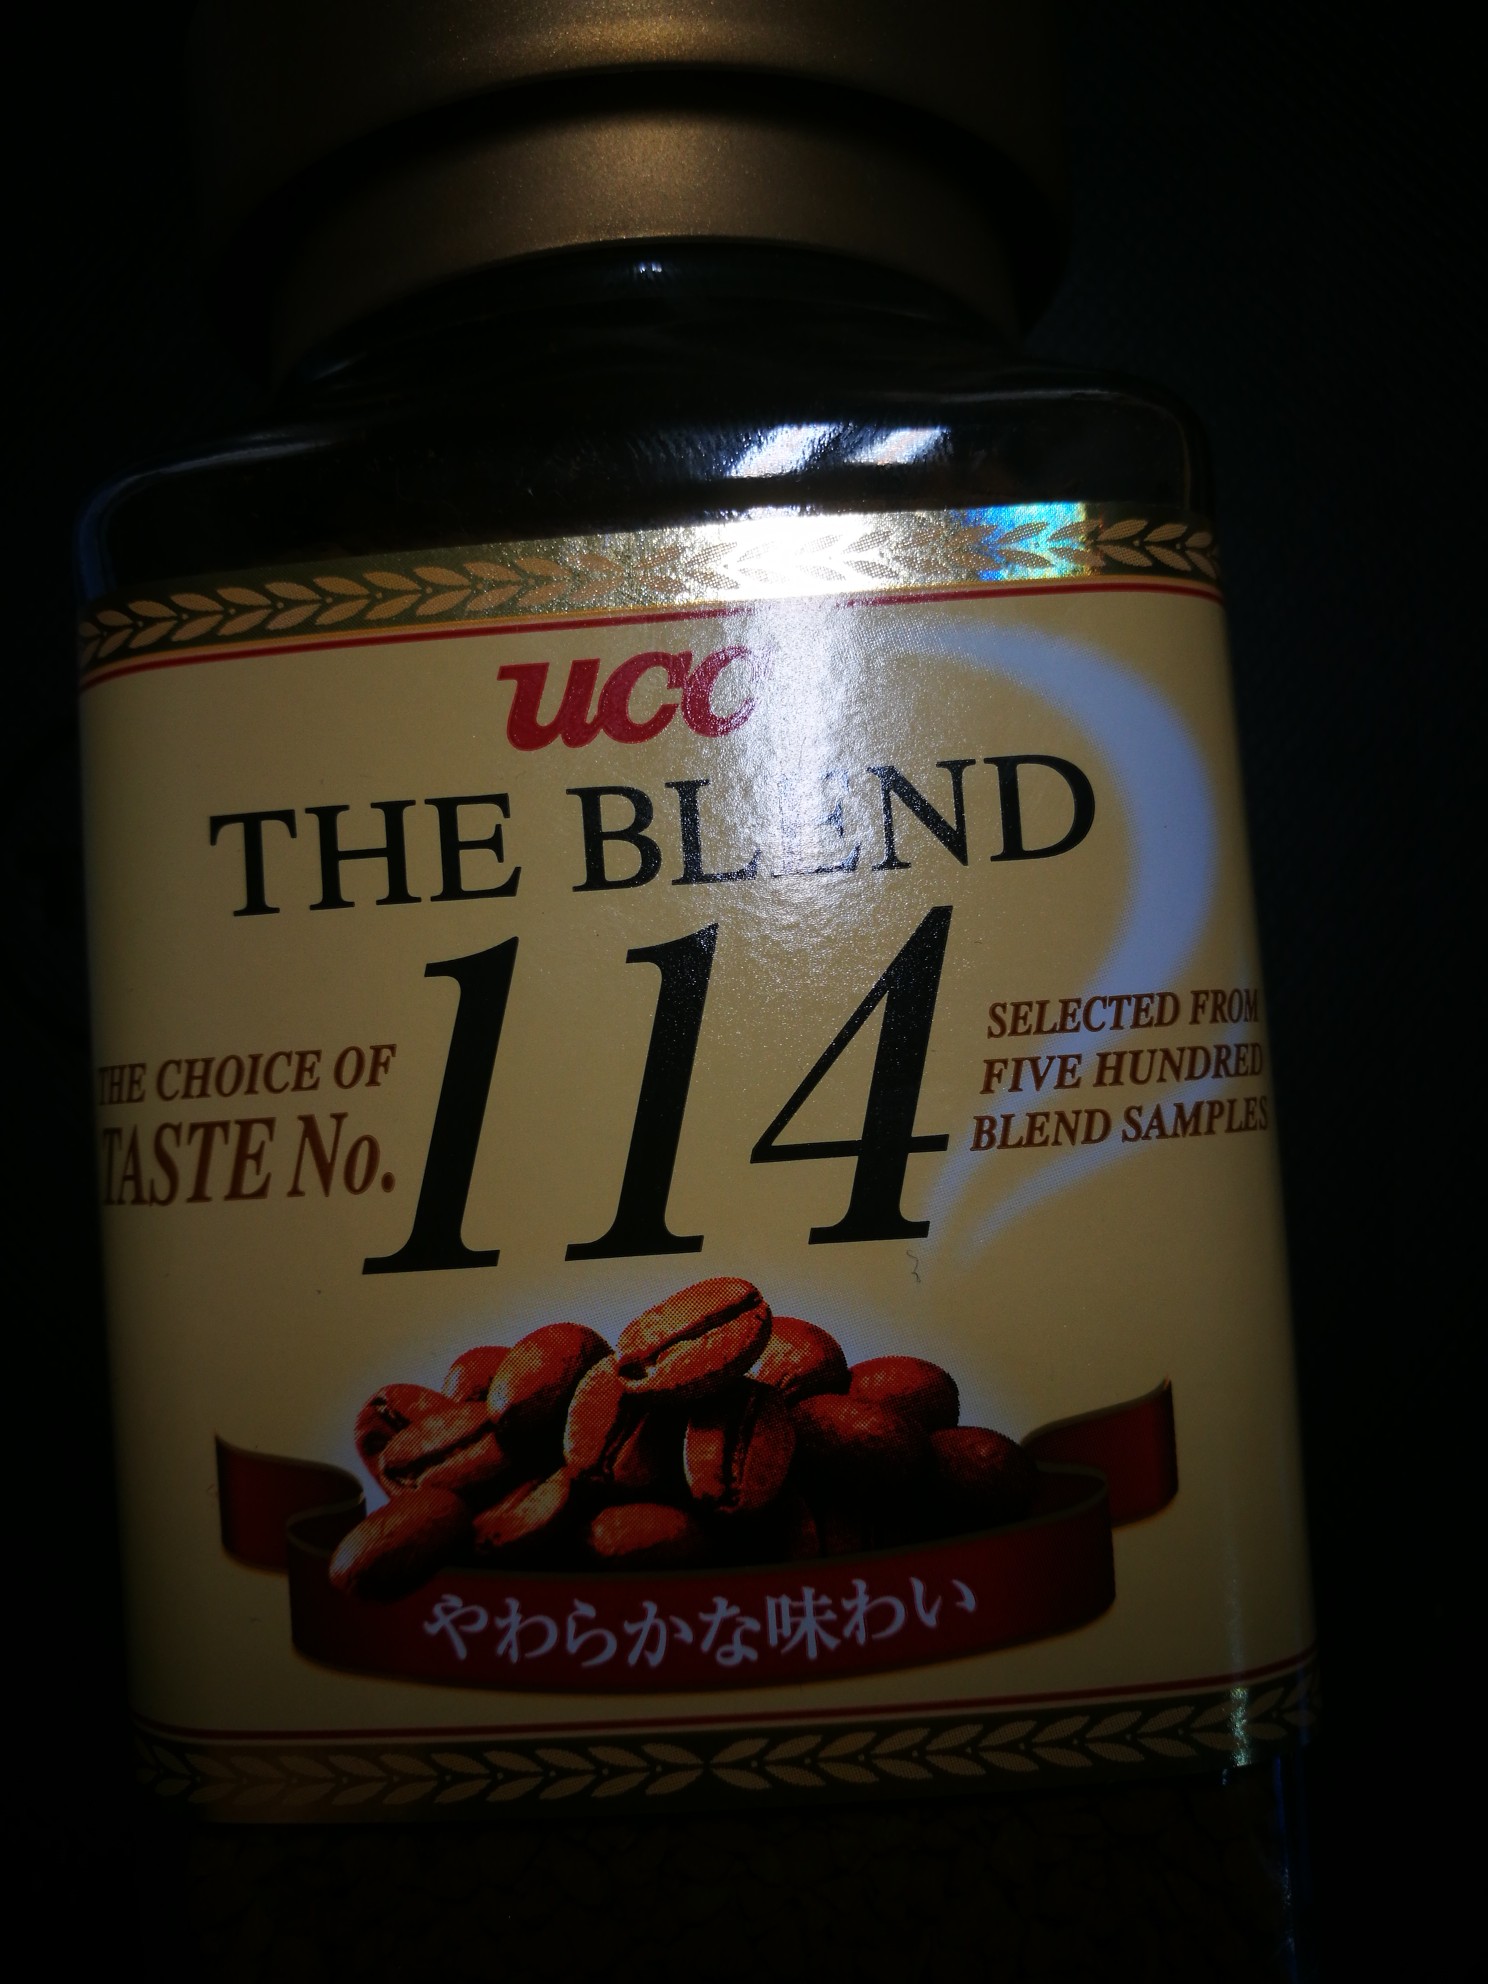 ucc
THE BLEND
114
THE CHOICE OF
TASTE No.
SELECTED FROM
FIVE HUNDRED
BLEND SAMPLES
やわらかな味わい